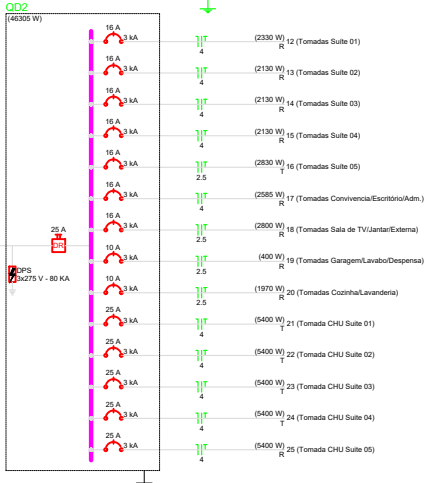 QD2
(46305 W)
16 A
3 kA
4
(2330 W)
R
12 (Tomadas Suite 01)
16 A
3 kA
4
(2130 W)
R
13 (Tomadas Suite 02)
16 A
3 kA
4
(2130 W)
R
14 (Tomadas Suite 03)
16 A
3 kA
4
(2130 W)
R
15 (Tomadas Suite 04)
16 A
3 kA
2.5
(2830 W)
T
16 (Tomadas Suite 05)
16 A
3 kA
4
(2585 W)
R
17 (Tomadas Convivencia/Escritório/Adm.)
16 A
3 kA
2.5
(2800 W)
R
18 (Tomadas Sala de TV/Jantar/Externa)
25 A
DR
10 A
3 kA
2.5
(400 W)
R
19 (Tomadas Garagem/Lavabo/Despensa)
DPS
3x275 V - 80 KA
10 A
3 kA
2.5
(1970 W)
R
20 (Tomadas Cozinha/Lavanderia)
25 A
3 kA
4
(5400 W)
T
21 (Tomada CHU Suite 01)
25 A
3 kA
4
(5400 W)
T
22 (Tomada CHU Suite 02)
25 A
3 kA
4
(5400 W)
T
23 (Tomada CHU Suite 03)
25 A
3 kA
4
(5400 W)
T
24 (Tomada CHU Suite 04)
25 A
3 kA
4
(5400 W)
R
25 (Tomada CHU Suite 05)